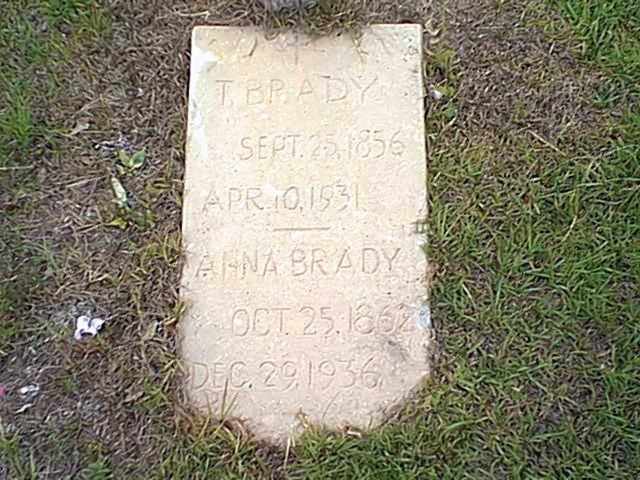 T. BRADY
SEPT. 25, 1856
APR. 10, 1931
ANNA BRADY
OCT. 25, 1862
DEC. 29, 1936